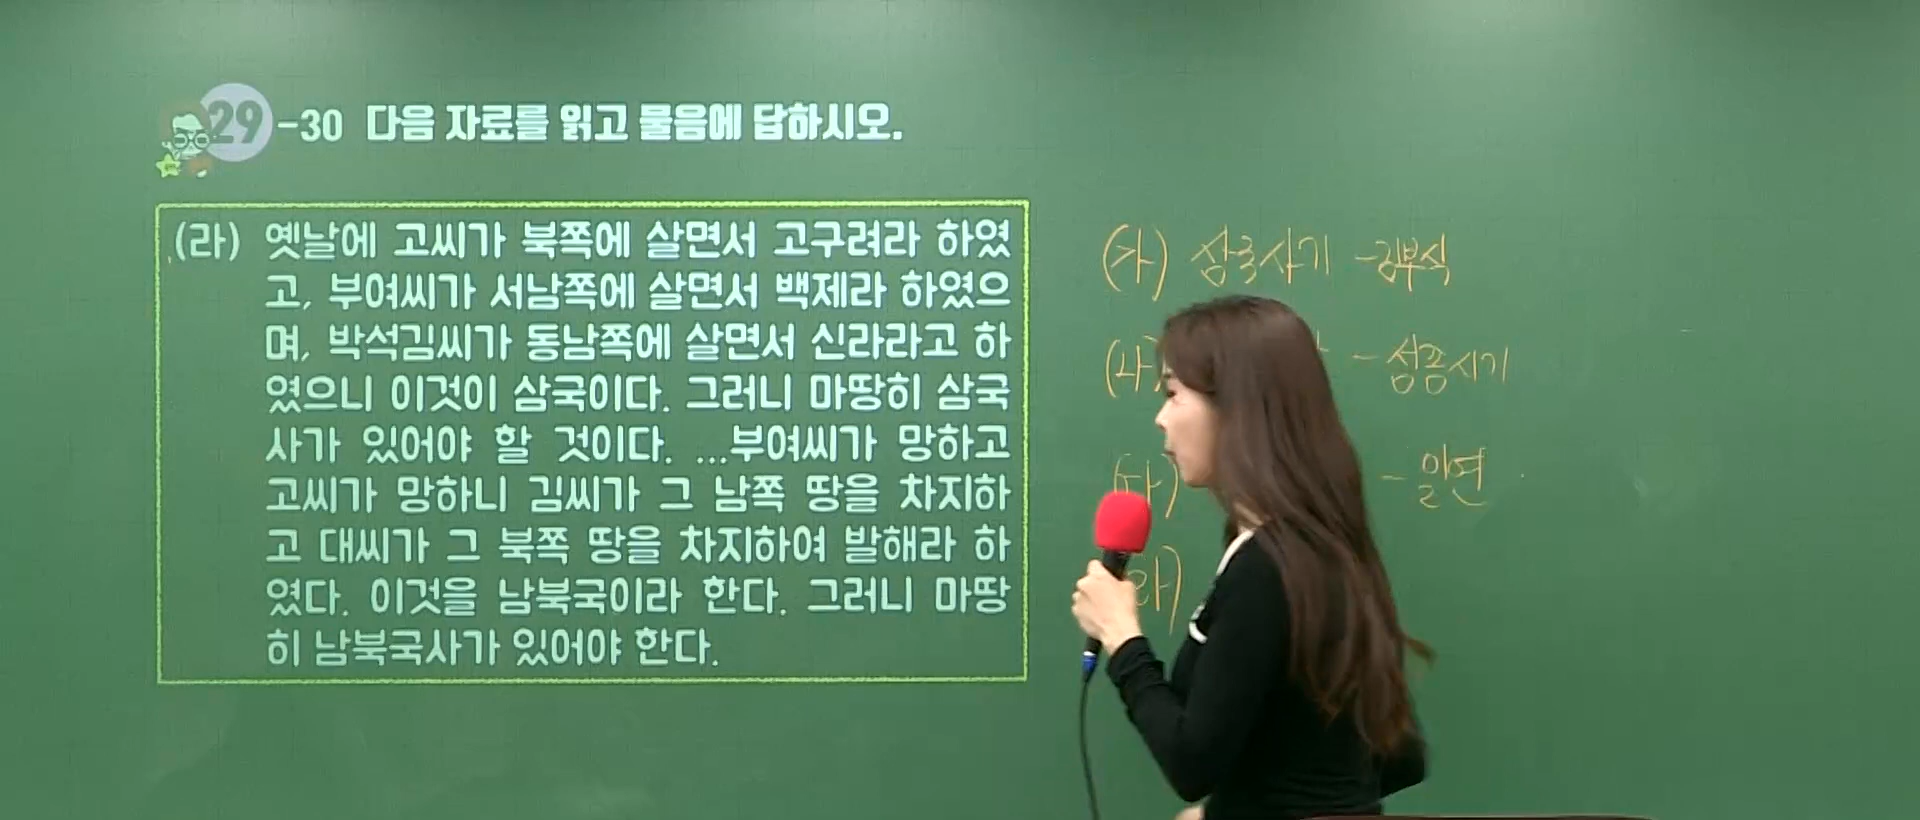 29-30 다음 자료를 읽고 물음에 답하시오.
(라) 옛날에 고씨가 북쪽에 살면서 고구려라 하였
고, 부여씨가 서남쪽에 살면서 백제라 하였으
며, 박석김씨가 동남쪽에 살면서 신라라고 하
였으니 이것이 삼국이다. 그러니 마땅히 삼국
사가 있어야 할 것이다. ...부여씨가 망하고
고씨가 망하니 김씨가 그 남쪽 땅을 차지하
고 대씨가 그 북쪽 땅을 차지하여 발해라 하
였다. 이것을 남북국이라 한다. 그러니 마땅
히 남북국사가 있어야 한다.
(가) 삼국사기 -김부식
(나) - 성종시기
(다) - 일연
(라)